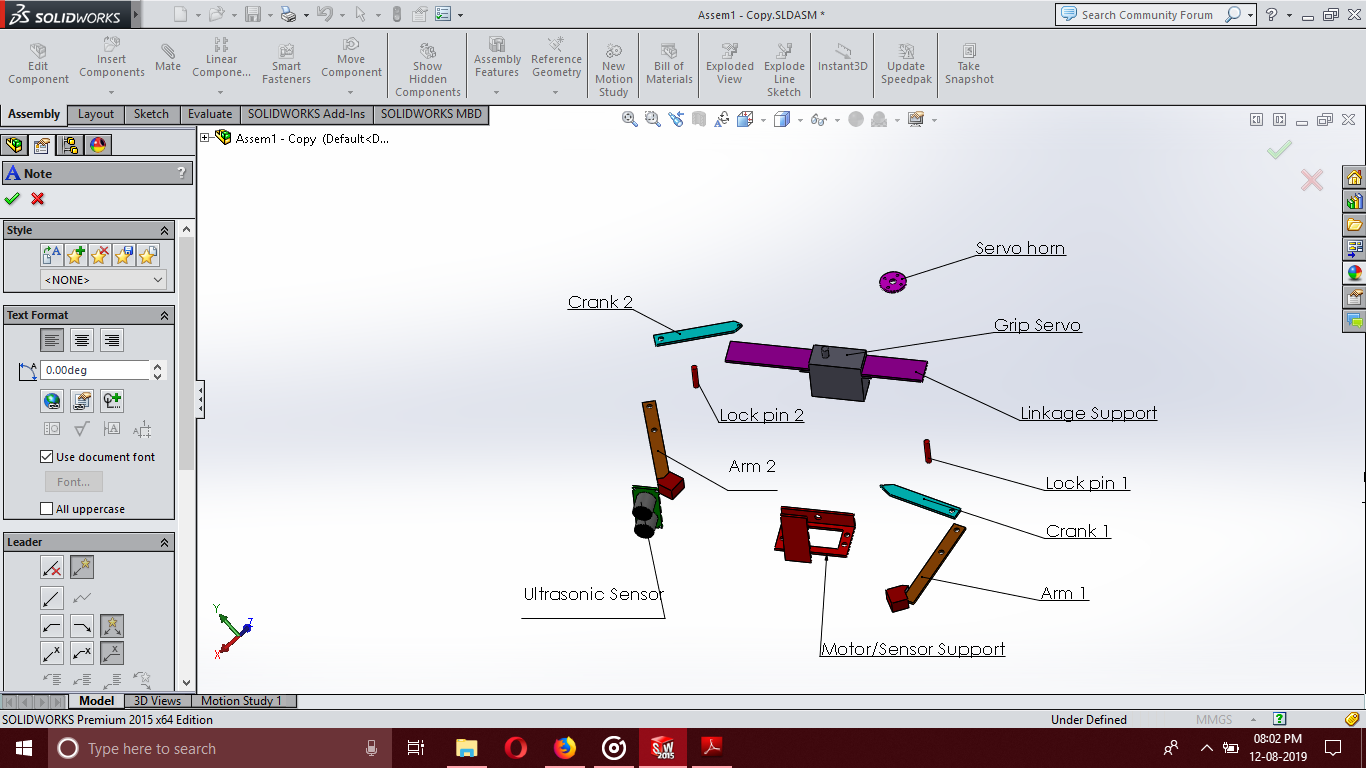 SOLIDWORKS
Assem1 - Copy.SLDASM *
Search Community Forum
?
Edit Component
Insert Components
Mate
Linear Compone...
Smart Fasteners
Move Component
Show Hidden Components
Assembly Features
Reference Geometry
New Motion Study
Bill of Materials
Exploded View
Explode Line Sketch
Instant3D
Update Speedpak
Take Snapshot
Assembly
Layout
Sketch
Evaluate
SOLIDWORKS Add-Ins
SOLIDWORKS MBD
Assem1 - Copy (Default<D...
A Note ?
Style
<NONE>
Text Format
0.00deg
Use document font
Font...
All uppercase
Leader
Servo horn
Crank 2
Grip Servo
Lock pin 2
Linkage Support
Arm 2
Lock pin 1
Crank 1
Ultrasonic Sensor
Arm 1
Motor/Sensor Support
Y
Z
X
Model
3D Views
Motion Study 1
SOLIDWORKS Premium 2015 x64 Edition
Under Defined
MMGS
?
Type here to search
SW
2015
08:02 PM
12-08-2019